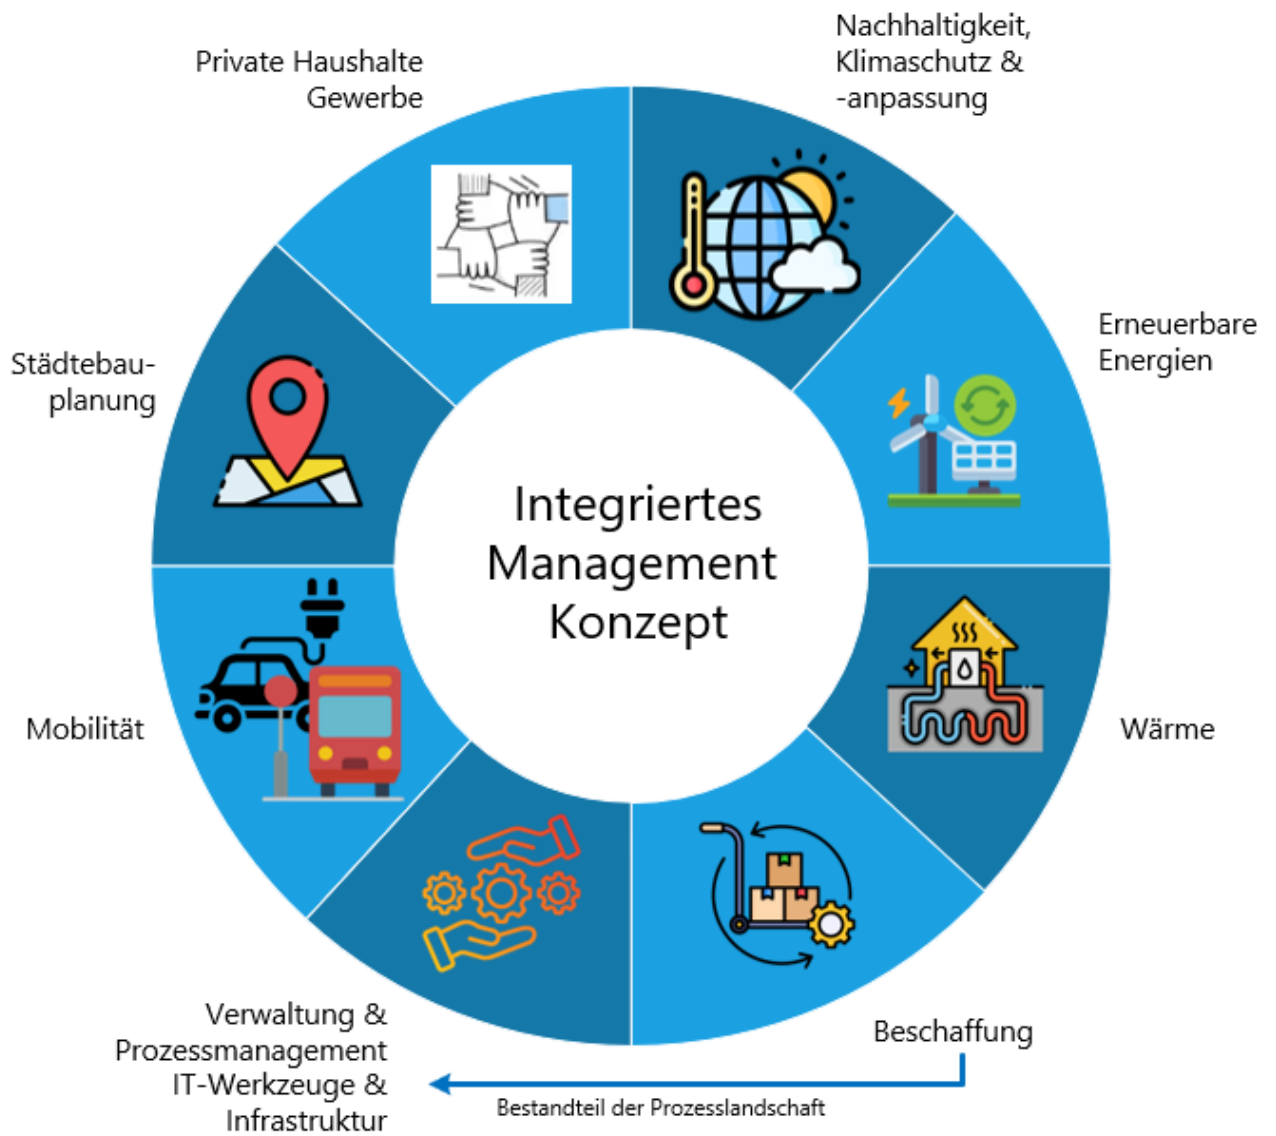 Nachhaltigkeit,
Klimaschutz &
-anpassung
Private Haushalte
Gewerbe
Erneuerbare
Energien
Städtebau-
planung
Integriertes
Management
Konzept
Mobilität
Wärme
Verwaltung &
Prozessmanagement
IT-Werkzeuge &
Infrastruktur
Beschaffung
Bestandteil der Prozesslandschaft